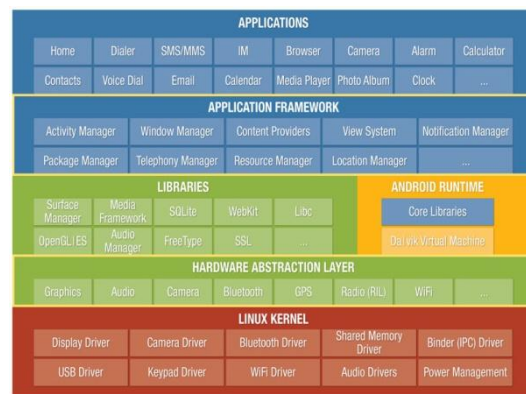 APPLICATIONS
Home Dialer SMS/MMS IM Browser Camera Alarm Calculator
Contacts Voice Dial Email Calendar Media Player Photo Album Clock ...
APPLICATION FRAMEWORK
Activity Manager Window Manager Content Providers View System Notification Manager
Package Manager Telephony Manager Resource Manager Location Manager ...
LIBRARIES
Surface Manager Media Framework SQLite WebKit Libc
OpenGL|ES Audio Manager FreeType SSL ...
ANDROID RUNTIME
Core Libraries
Dalvik Virtual Machine
HARDWARE ABSTRACTION LAYER
Graphics Audio Camera Bluetooth GPS Radio (RIL) WiFi ...
LINUX KERNEL
Display Driver Camera Driver Bluetooth Driver Shared Memory Driver Binder (IPC) Driver
USB Driver Keypad Driver WiFi Driver Audio Drivers Power Management